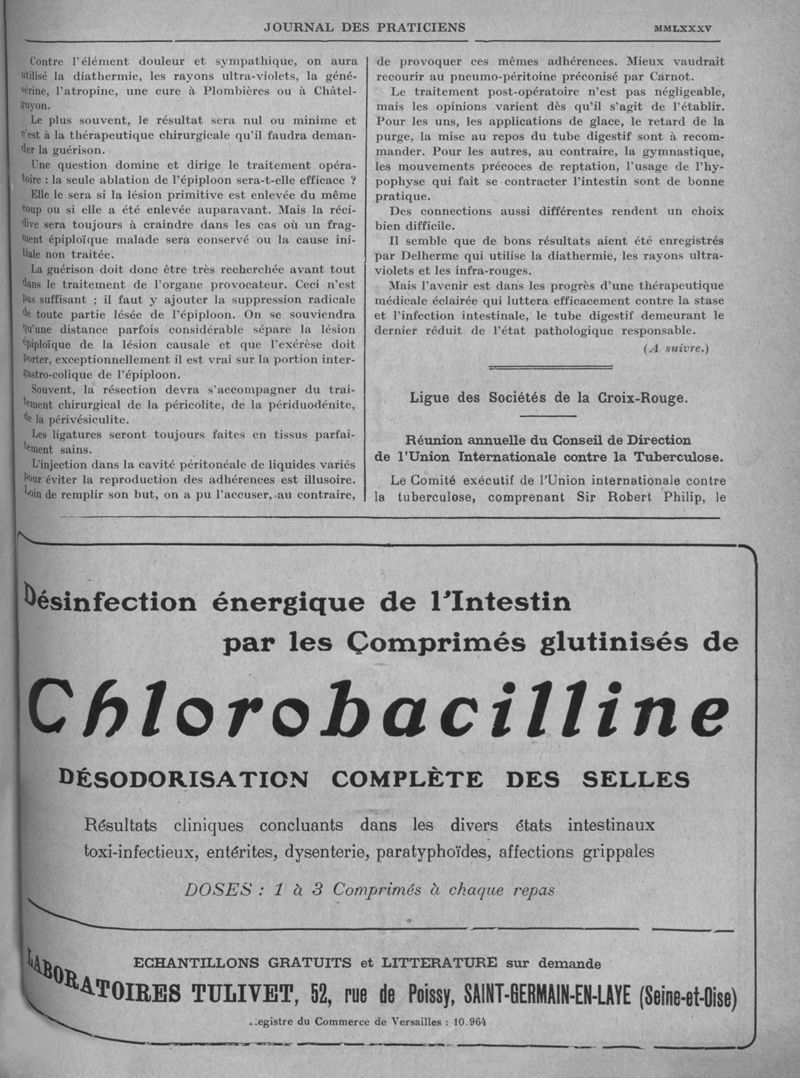 JOURNAL DES PRATICIENS
MMLXXXV
Contre l'élément douleur et sympathique, on aura
utilisé la diathermie, les rayons ultra-violets, la géné-
sérine, l'atropine, une cure à Plombières ou à Châtel-
guyon.
Le plus souvent, le résultat sera nul ou minime et
c'est à la thérapeutique chirurgicale qu'il faudra deman-
der la guérison.
Une question domine et dirige le traitement opéra-
toire : la seule ablation de l'épiploon sera-t-elle efficace ?
Elle le sera si la lésion primitive est enlevée du même
coup ou si elle a été enlevée auparavant. Mais la réci-
dive sera toujours à craindre dans les cas où un frag-
ment épiploïque malade sera conservé ou la cause ini-
tiale non traitée.
La guérison doit donc être très recherchée avant tout
dans le traitement de l'organe provocateur. Ceci n'est
pas suffisant ; il faut y ajouter la suppression radicale
de toute partie lésée de l'épiploon. On se souviendra
qu'une distance parfois considérable sépare la lésion
épiploïque de la lésion causale et que l'exérèse doit
porter, exceptionnellement il est vrai sur la portion inter-
gastro-colique de l'épiploon.
Souvent, la résection devra s'accompagner du trai-
tement chirurgical de la péricolite, de la périduodénite,
de la périvésiculite.
Les ligatures seront toujours faites en tissus parfai-
tement sains.
L'injection dans la cavité péritonéale de liquides variés
pour éviter la reproduction des adhérences est illusoire.
Loin de remplir son but, on a pu l'accuser, au contraire,
de provoquer ces mêmes adhérences. Mieux vaudrait
recourir au pneumo-péritoine préconisé par Carnot.
Le traitement post-opératoire n'est pas négligeable,
mais les opinions varient dès qu'il s'agit de l'établir.
Pour les uns, les applications de glace, le retard de la
purge, la mise au repos du tube digestif sont à recom-
mander. Pour les autres, au contraire, la gymnastique,
les mouvements précoces de reptation, l'usage de l'hy-
pophyse qui fait se contracter l'intestin sont de bonne
pratique.
Des connections aussi différentes rendent un choix
bien difficile.
Il semble que de bons résultats aient été enregistrés
par Delherme qui utilise la diathermie, les rayons ultra-
violets et les infra-rouges.
Mais l'avenir est dans les progrès d'une thérapeutique
médicale éclairée qui luttera efficacement contre la stase
et l'infection intestinale, le tube digestif demeurant le
dernier réduit de l'état pathologique responsable.
(A suivre.)
Ligue des Sociétés de la Croix-Rouge.
Réunion annuelle du Conseil de Direction
de l'Union Internationale contre la Tuberculose.
Le Comité exécutif de l'Union internationale contre
la tuberculose, comprenant Sir Robert Philip, le
Désinfection énergique de l'Intestin
par les Çomprimés glutinisés de
Chlorobacilline
DÉSODORISATION COMPLÈTE DES SELLES
Résultats cliniques concluants dans les divers états intestinaux
toxi-infectieux, entérites, dysenterie, paratyphoïdes, affections grippales
DOSES : 1 à 3 Comprimés à chaque repas
ECHANTILLONS GRATUITS et LITTERATURE sur demande
LABORATOIRES TULIVET, 52, rue de Poissy, SAINT-GERMAIN-EN-LAYE (Seine-et-Oise)
egistre du Commerce de Versailles : 10.964